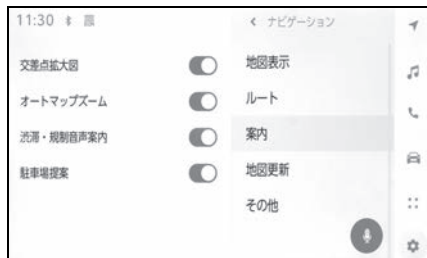 11:30
ナビゲーション
交差点拡大図
オートマップズーム
渋滞・規制音声案内
駐車場提案
地図表示
ルート
案内
地図更新
その他